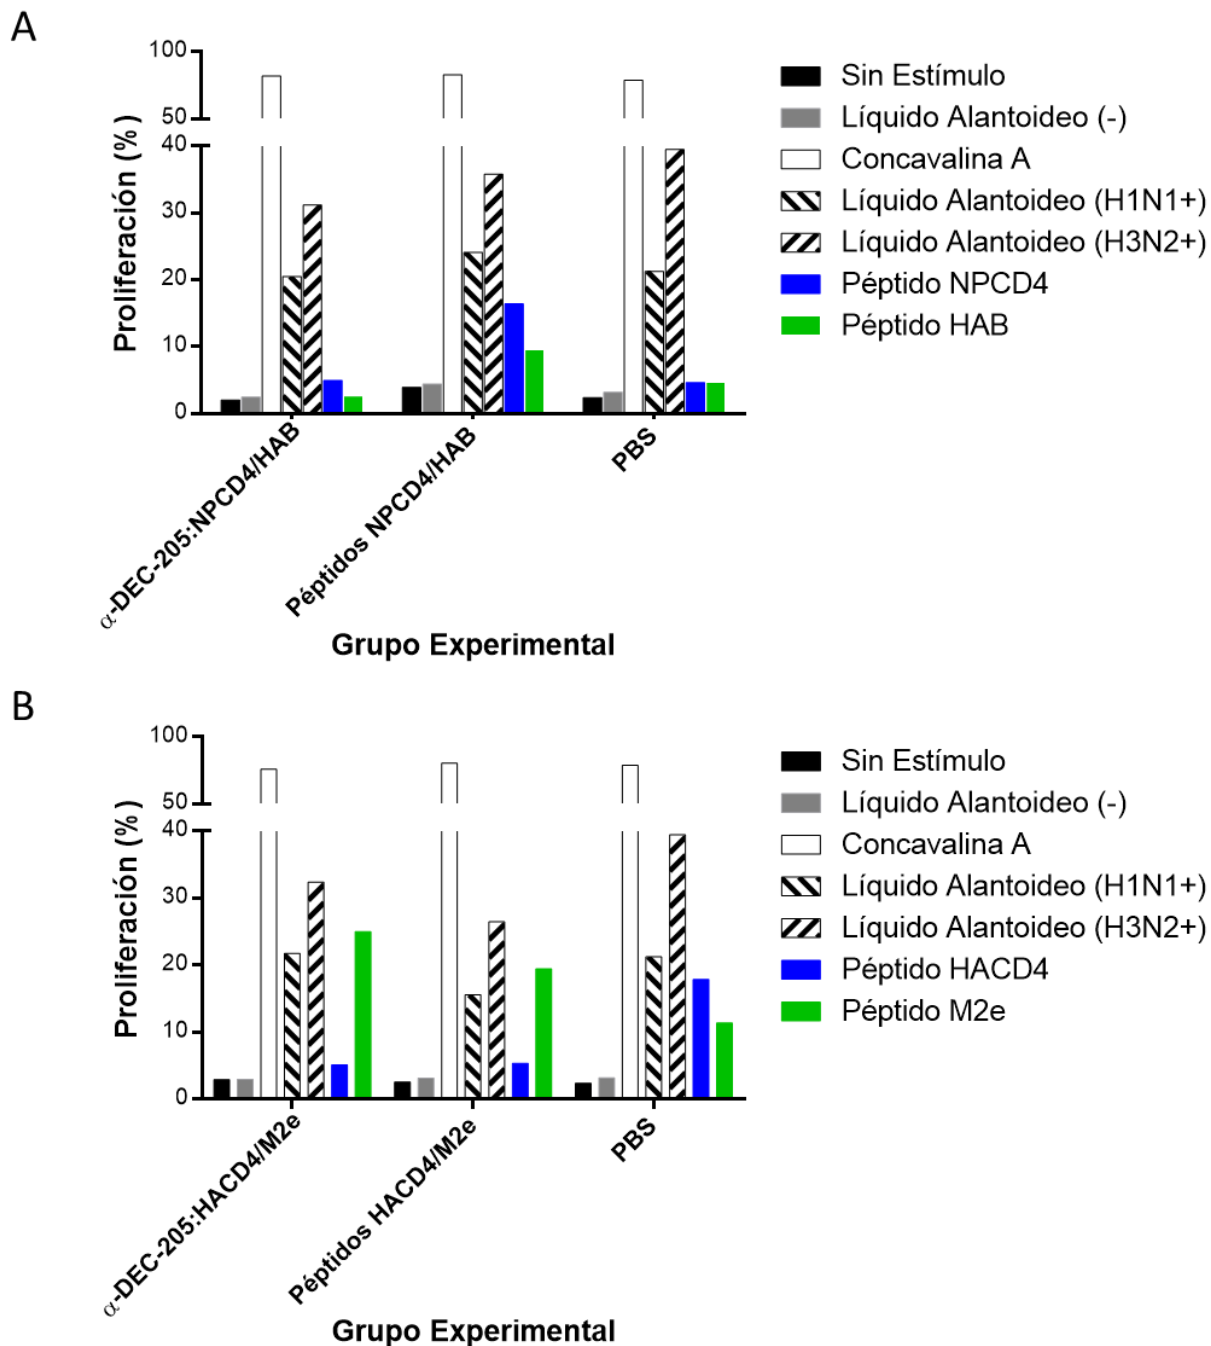 A
Proliferación (%)
100
50
40
30
20
10
0
α-DEC-205:NPCD4/HAB
Péptidos NPCD4/HAB
PBS
Grupo Experimental
Sin Estímulo
Líquido Alantoideo (-)
Concavalina A
Líquido Alantoideo (H1N1+)
Líquido Alantoideo (H3N2+)
Péptido NPCD4
Péptido HAB
B
Proliferación (%)
100
50
40
30
20
10
0
α-DEC-205:HACD4/M2e
Péptidos HACD4/M2e
PBS
Grupo Experimental
Sin Estímulo
Líquido Alantoideo (-)
Concavalina A
Líquido Alantoideo (H1N1+)
Líquido Alantoideo (H3N2+)
Péptido HACD4
Péptido M2e